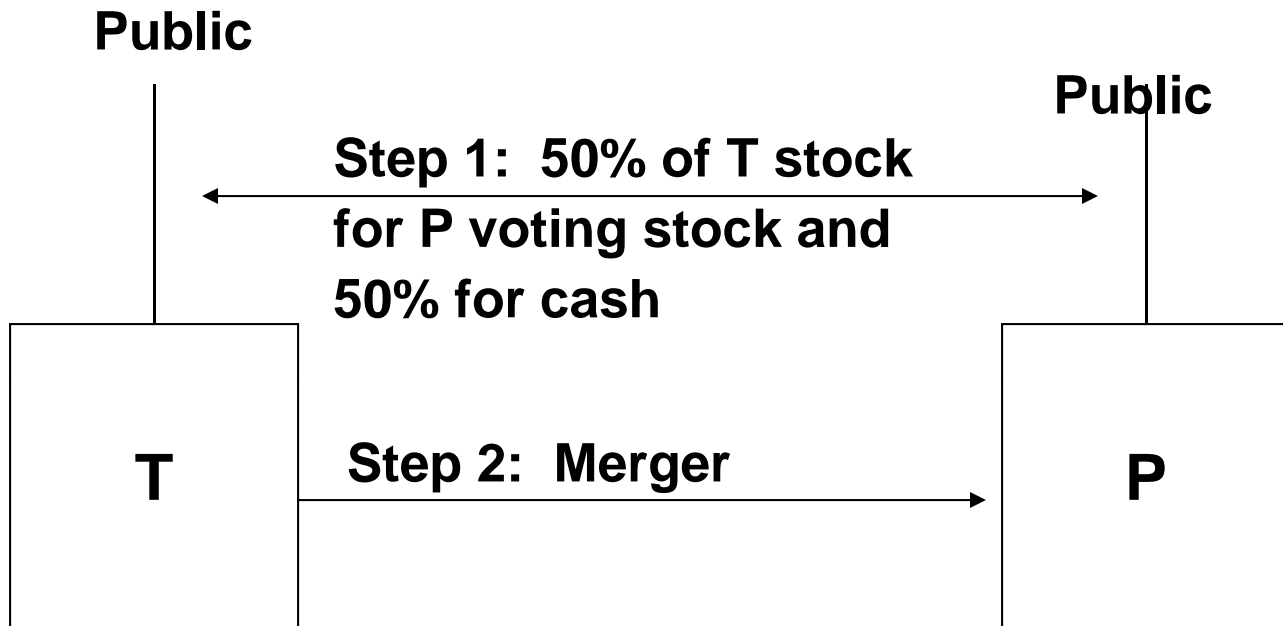 Public
Public
Step 1: 50% of T stock
for P voting stock and
50% for cash
T
Step 2: Merger
P